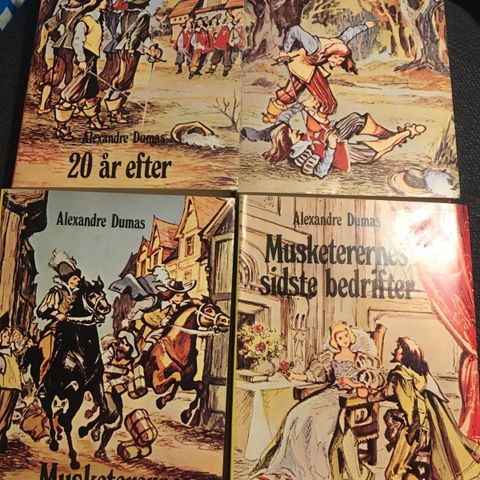 Alexandre Dumas
20 år efter
Alexandre Dumas
Alexandre Dumas
Musketerernes
sidste bedrifter